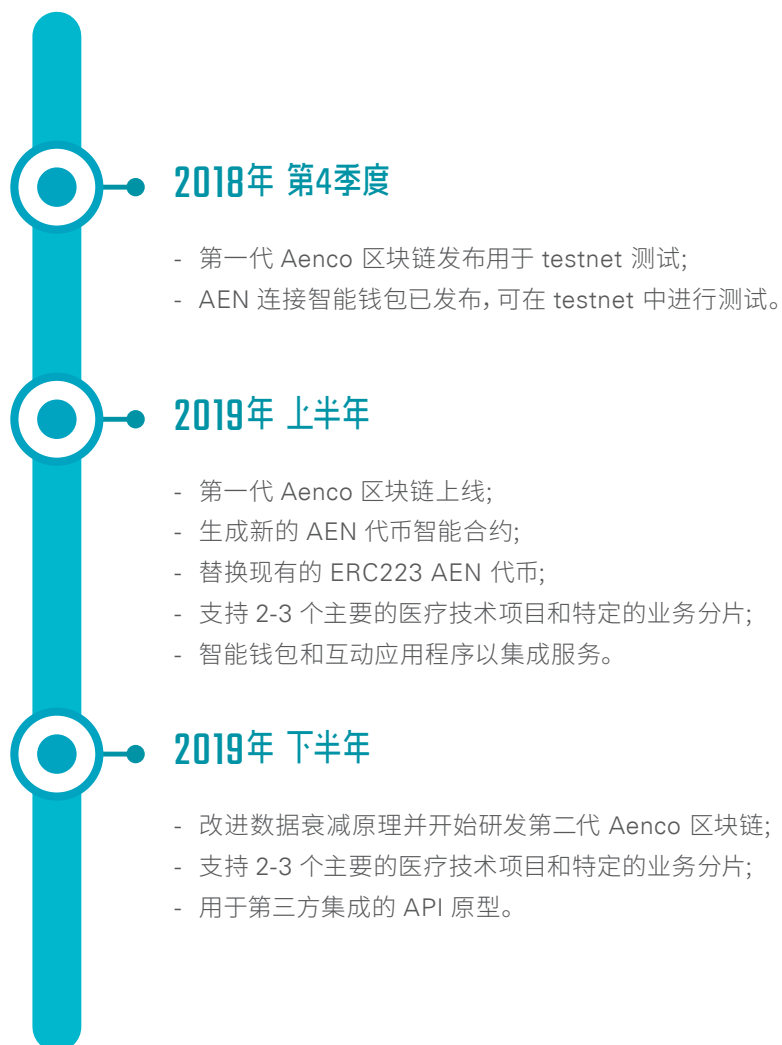 2018年 第4季度
- 第一代 Aenco 区块链发布用于 testnet 测试;
- AEN 连接智能钱包已发布，可在 testnet 中进行测试。
2019年 上半年
- 第一代 Aenco 区块链上线;
- 生成新的 AEN 代币智能合约;
- 替换现有的 ERC223 AEN 代币;
- 支持 2-3 个主要的医疗技术项目和特定的业务分片;
- 智能钱包和互动应用程序以集成服务。
2019年 下半年
- 改进数据衰减原理并开始研发第二代 Aenco 区块链;
- 支持 2-3 个主要的医疗技术项目和特定的业务分片;
- 用于第三方集成的 API 原型。